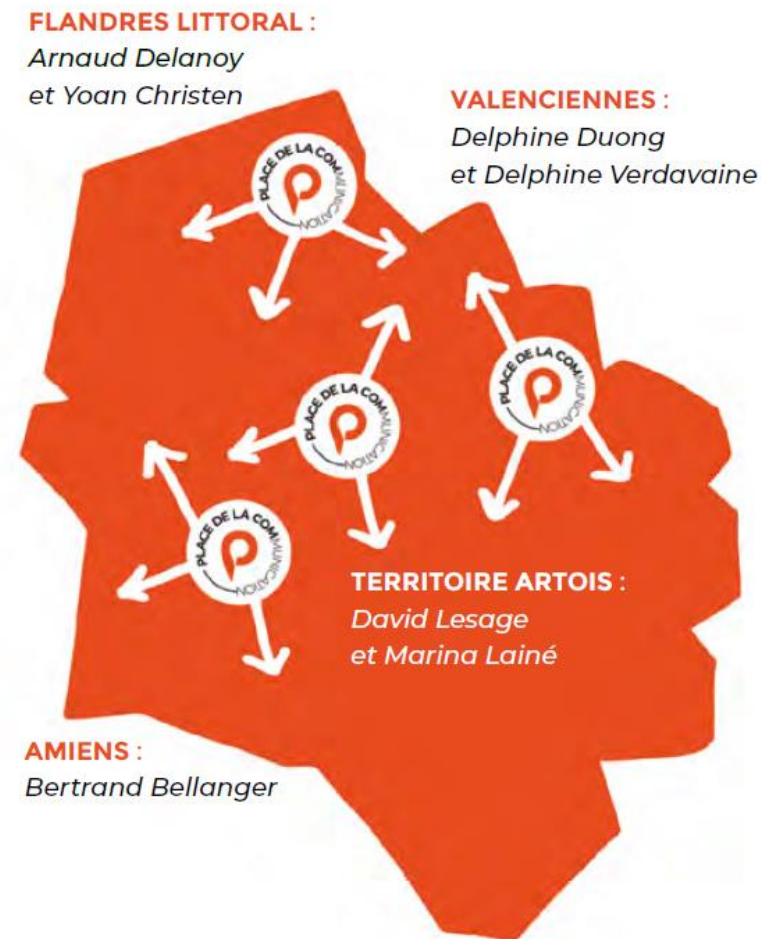 FLANDRES LITTORAL :
Arnaud Delanoy
et Yoan Christen
VALENCIENNES :
Delphine Duong
et Delphine Verdavaine
PLACE DE LA COMMUNICATION
PLACE DE LA COMMUNICATION
PLACE DE LA COMMUNICATION
PLACE DE LA COMMUNICATION
TERRITOIRE ARTOIS :
David Lesage
et Marina Lainé
AMIENS :
Bertrand Bellanger